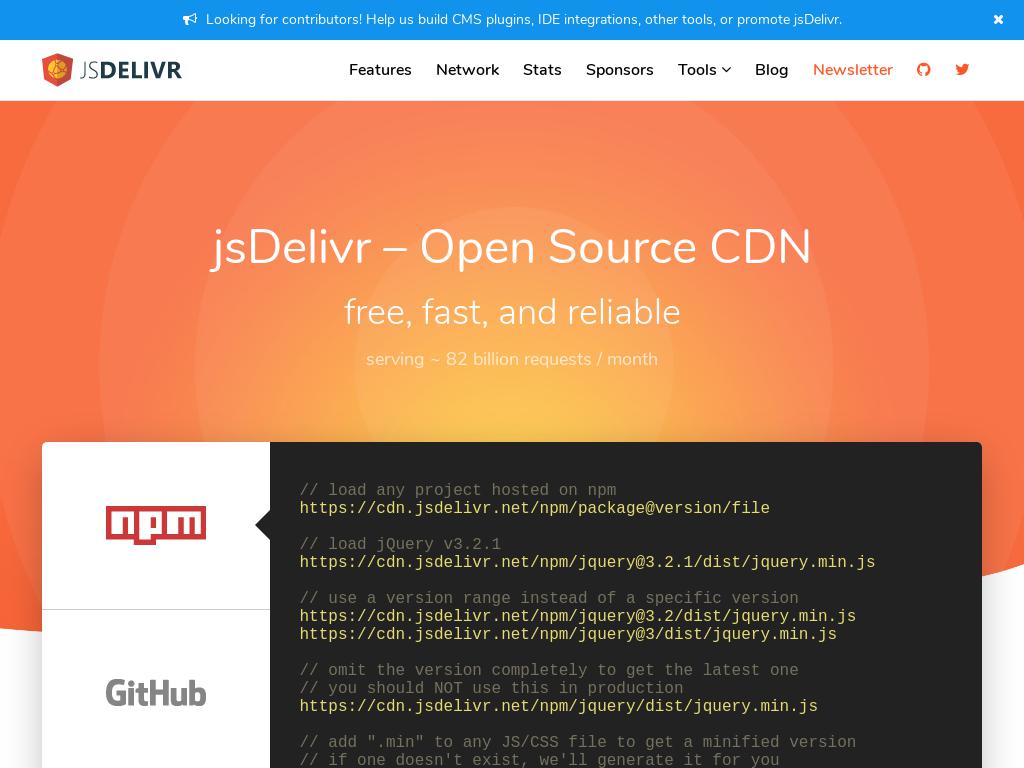 Looking for contributors! Help us build CMS plugins, IDE integrations, other tools, or promote jsDelivr.
JSDELIVR
Features Network Stats Sponsors Tools Blog Newsletter
jsDelivr – Open Source CDN
free, fast, and reliable
serving ~ 82 billion requests / month
npm
GitHub
// load any project hosted on npm
https://cdn.jsdelivr.net/npm/package@version/file
// load jQuery v3.2.1
https://cdn.jsdelivr.net/npm/jquery@3.2.1/dist/jquery.min.js
// use a version range instead of a specific version
https://cdn.jsdelivr.net/npm/jquery@3.2/dist/jquery.min.js
https://cdn.jsdelivr.net/npm/jquery@3/dist/jquery.min.js
// omit the version completely to get the latest one
// you should NOT use this in production
https://cdn.jsdelivr.net/npm/jquery/dist/jquery.min.js
// add ".min" to any JS/CSS file to get a minified version
// if one doesn't exist, we'll generate it for you